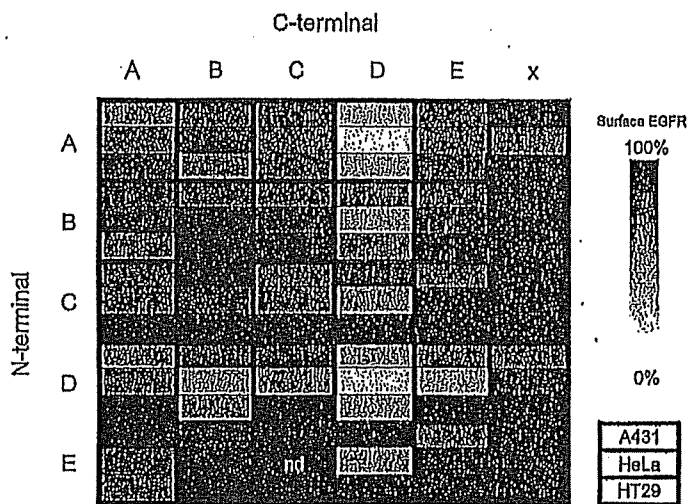 C-terminal
A B C D E x
N-terminal
A
B
C
D
E
nd
Surface EGFR
100%
0%
A431
HeLa
HT29